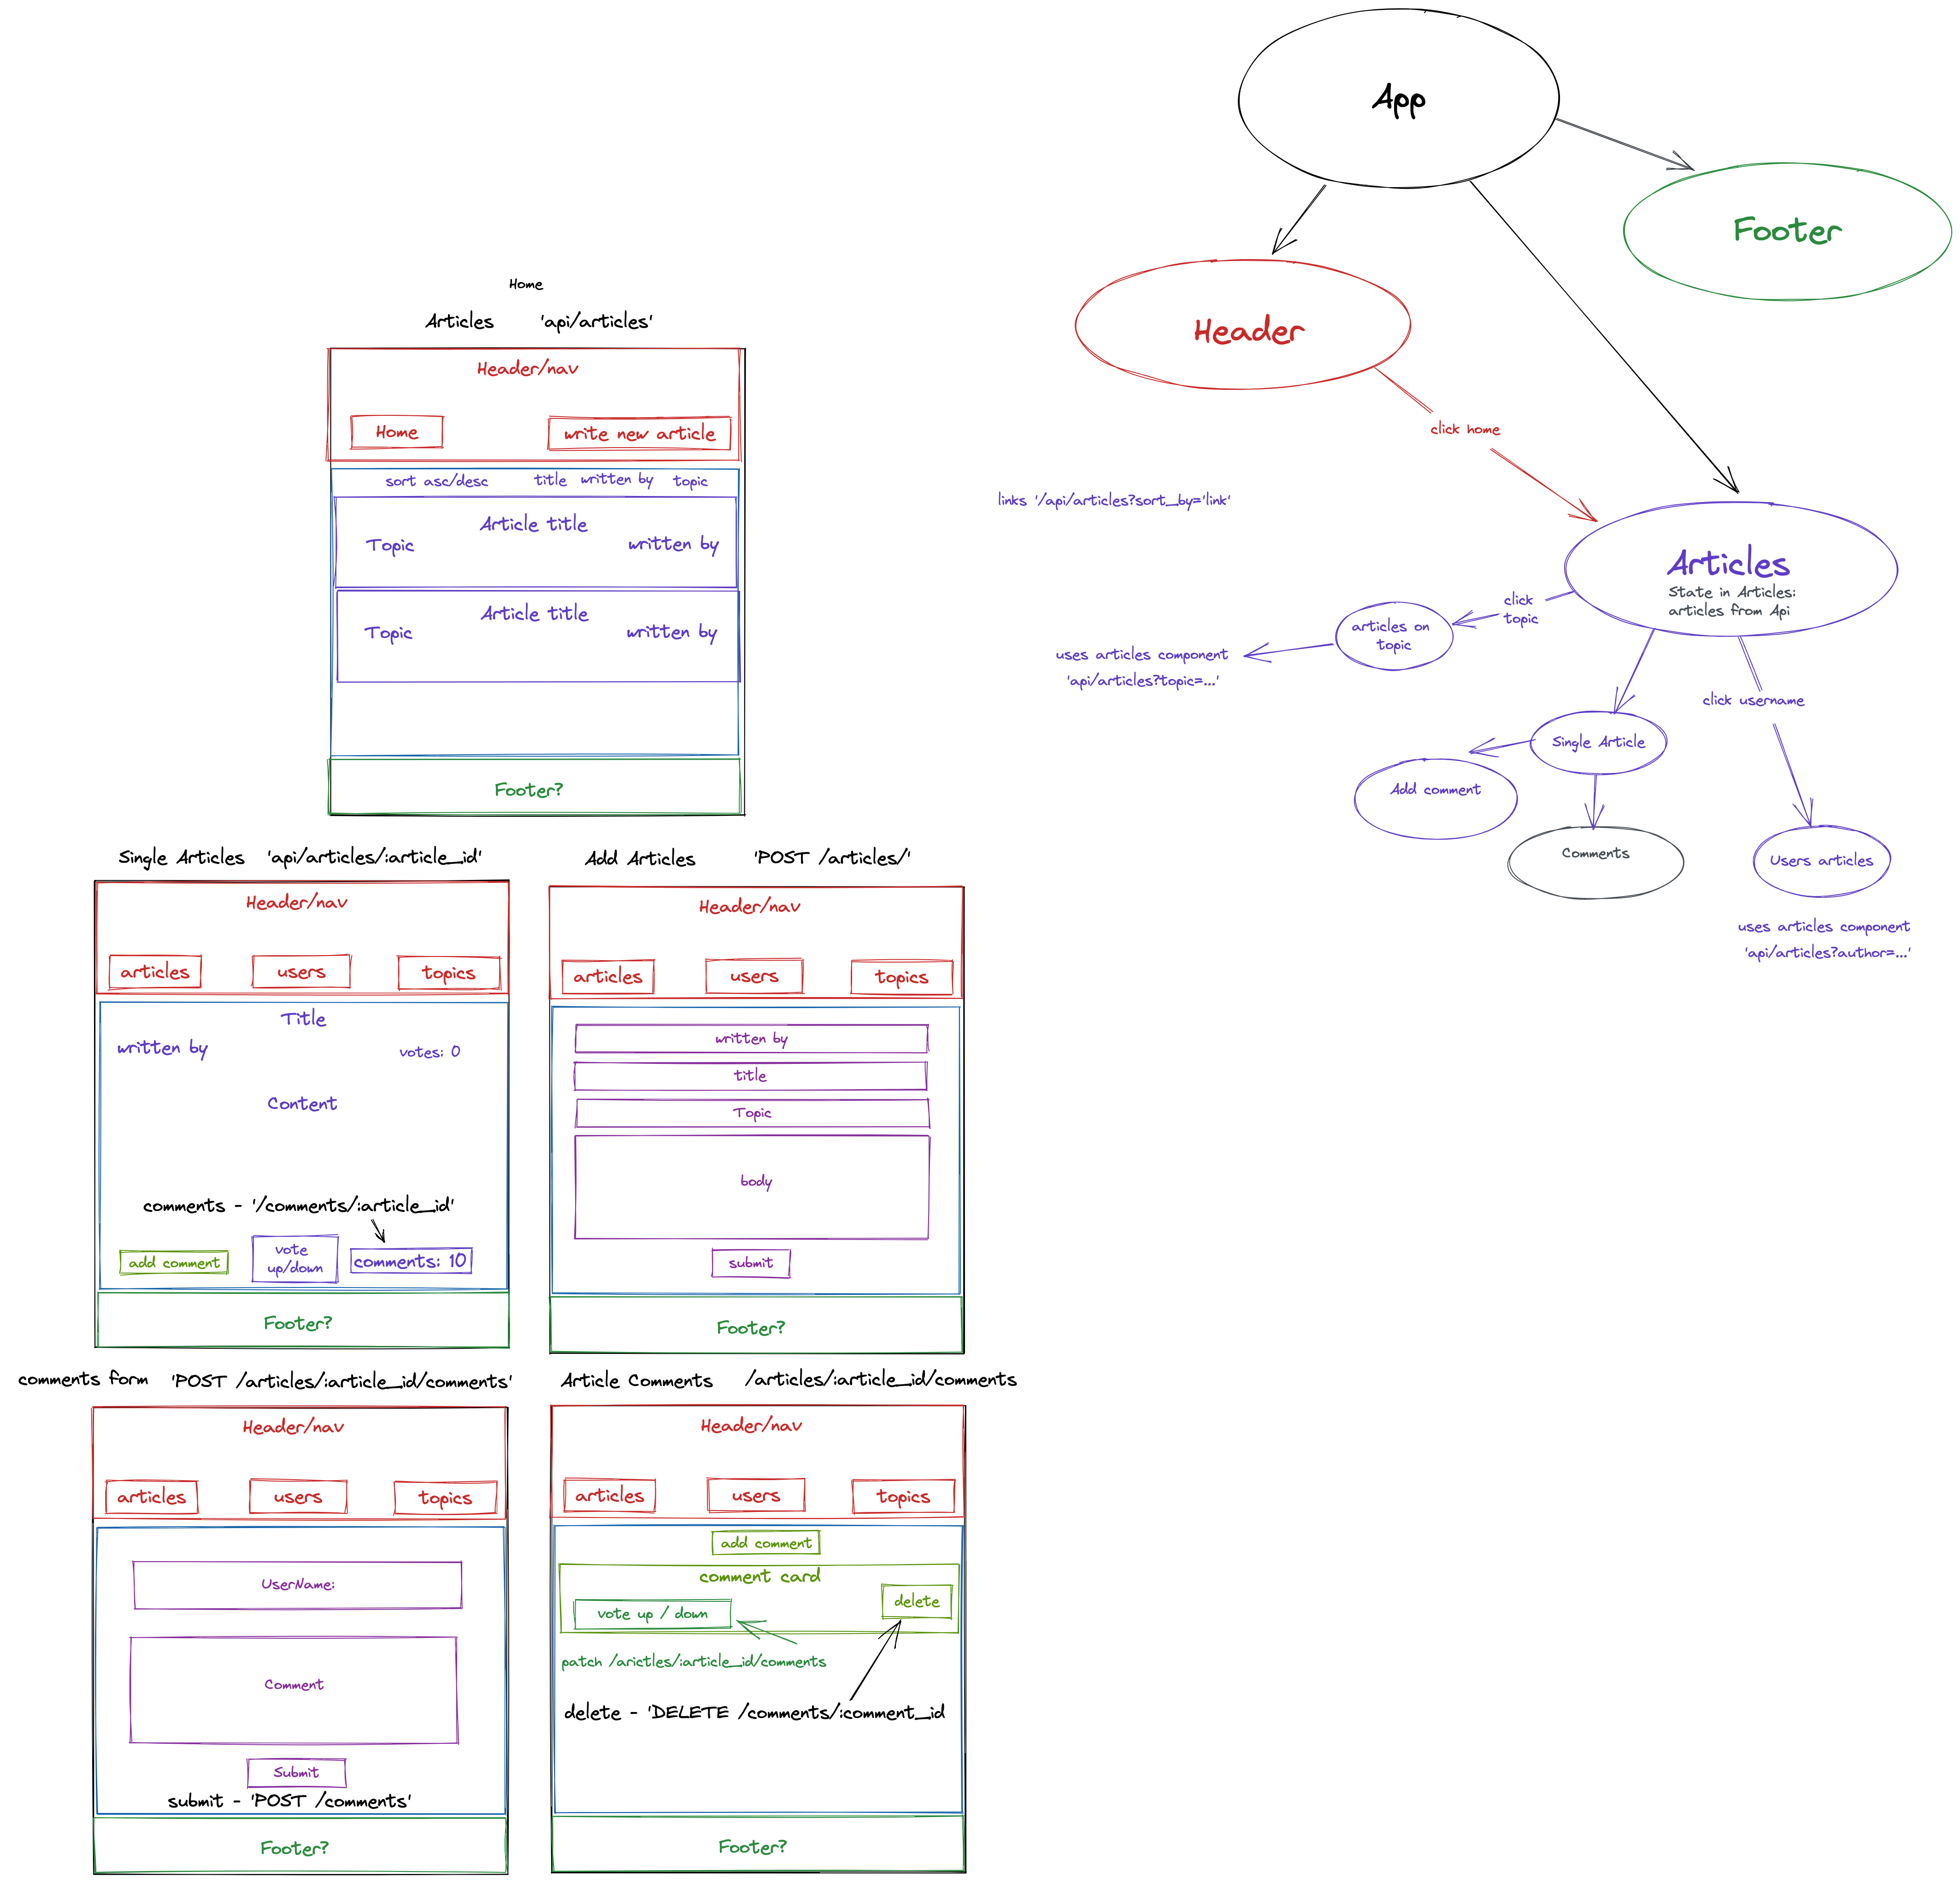 App
Footer
Header
click home
Articles
State in Articles:
articles from Api
links '/api/articles?sort_by='link'
click
topic
articles on
topic
uses articles component
'api/articles?topic=...'
click username
Single Article
Add comment
Comments
Users articles
uses articles component
'api/articles?author=...'
Home
Articles 'api/articles'
Header/nav
Home write new article
sort asc/desc title written by topic
Article title
Topic written by
Article title
Topic written by
Footer?
Single Articles 'api/articles/:article_id'
Header/nav
articles users topics
Title
written by votes: 0
Content
comments - '/comments/:article_id'
add comment
vote
up/down
comments: 10
Footer?
Add Articles 'POST /articles/'
Header/nav
articles users topics
written by
title
Topic
body
submit
Footer?
comments form 'POST /articles/:article_id/comments'
Header/nav
articles users topics
UserName:
Comment
Submit
submit - 'POST /comments'
Footer?
Article Comments /articles/:article_id/comments
Header/nav
articles users topics
add comment
comment card
delete
vote up / down
patch /arictles/:article_id/comments
delete - 'DELETE /comments/:comment_id
Footer?